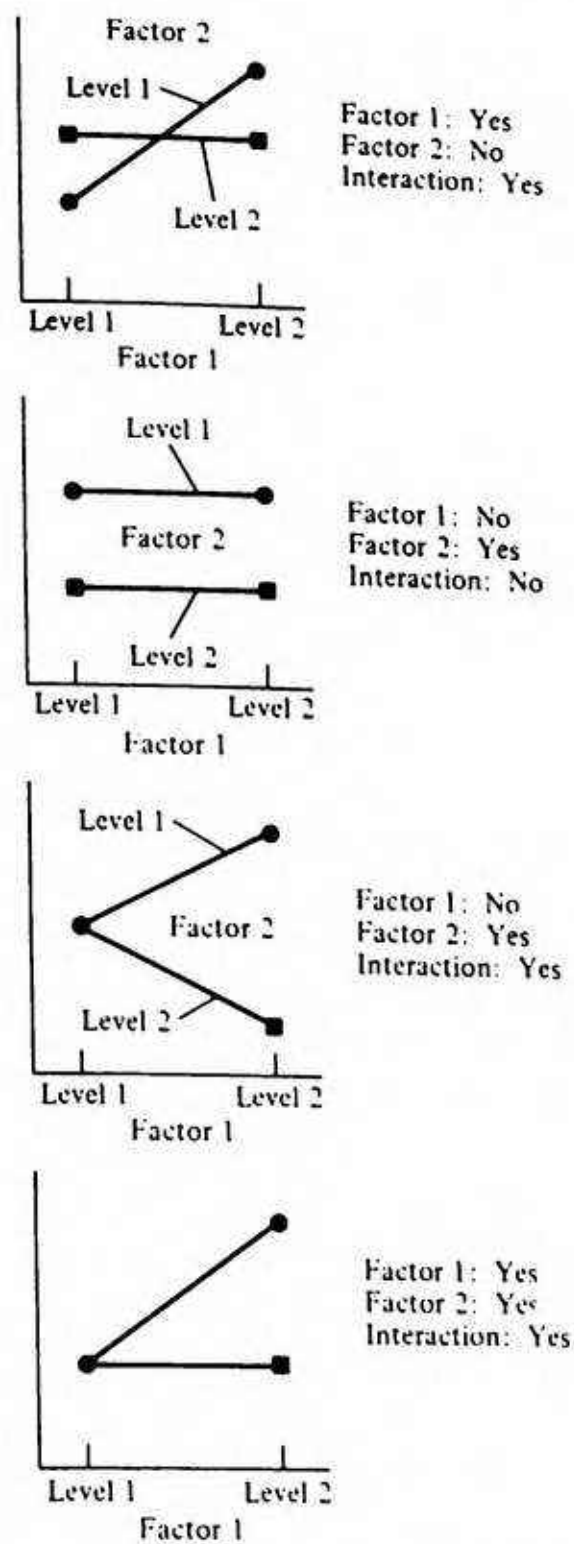 Factor 2
Level 1
Level 2
Factor 1: Yes
Factor 2: No
Interaction: Yes
Level 1 Level 2
Factor 1
Level 1
Factor 2
Level 2
Factor 1: No
Factor 2: Yes
Interaction: No
Level 1 Level 2
Factor 1
Level 1
Factor 2
Level 2
Factor 1: No
Factor 2: Yes
Interaction: Yes
Level 1 Level 2
Factor 1
Factor 1: Yes
Factor 2: Yes
Interaction: Yes
Level 1 Level 2
Factor 1